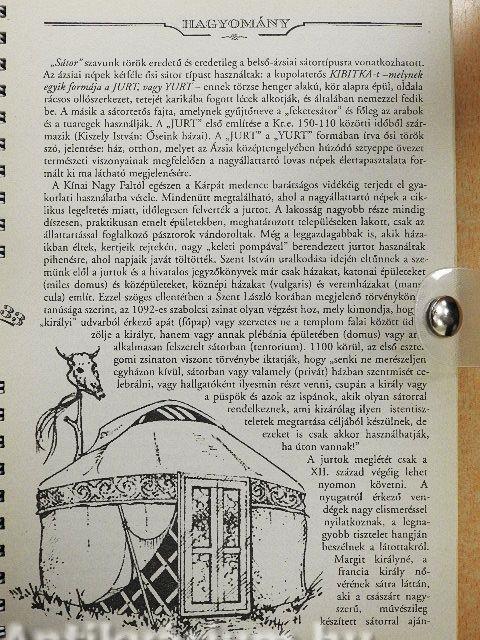 HAGYOMÁNY
„Sátor" szavunk török eredetű és eredetileg a belső-ázsiai sátortípusra vonatkozhatott.
Az ázsiai népek kétféle ősi sátor típust használtak: a kupolatetős KIBITKA-t –melynek
egyik formája a JURT, vagy YURT – ennek törzse henger alakú, kör alapra épül, oldala
rácsos ollószerkezet, tetejét karikába fogott lécek alkotják, és általában nemezzel fedik
be. A másik a sátortetős fajta, amelynek gyűjtőneve a „feketesátor" és főleg az arabok
és a tuaregek használják. A „JURT" első említése a Kr.e. 150-110 közötti időből szár-
mazik (Kiszely István: Őseink házai). A „JURT" a „YURT" formában írva ősi török
szó, jelentése: ház, otthon, melyet az Ázsia középtengelyében húzódó sztyeppe övezet
természeti viszonyainak megfelelően a nagyállattartó lovas népek élettapasztalata for-
mált ki ma látható megjelenésére.
A Kínai Nagy Faltól egészen a Kárpát medence barátságos vidékéig terjedt el gya-
korlati használatba vétele. Mindenütt megtalálható, ahol a nagyállattartó népek a cik-
likus legeltetés miatt, időlegesen felverték a jurtot. A lakosság nagyobb része mindig
díszesen, praktikusan emelt épületekben, meghatározott településeken lakott, csak az
állattartással foglalkozó pásztorok vándoroltak. Még a leggazdagabbak is, akik háza-
ikban éltek, kertjeik rejtekén, nagy „keleti pompával" berendezett jurtot használtak
pihenésre, ahol napjaik javát töltötték. Szent István uralkodása idején eltűnnek a sze-
münk elől a jurtok és a hivatalos jegyzőkönyvek már csak házakat, katonai épületeket
(miles domus) és középületeket, köznépi házakat (vulgaris) és veremházakat (mans
cula) említ. Ezzel szöges ellentétben a Szent László korában megjelenő törvénykön
tanúsága szerint, az 1092-es szabolcsi zsinat olyan végzést hoz, mely kimondja, hog
„királyi" udvarból érkező apát (főpap) vagy szerzetes ne a templom falai között üd
zölje a királyt, hanem vagy annak plébánia épületében (domus) vagy ar
alkalmasan felszerelt sátorban (tentorium). 1100 körül, az első eszte
gomi zsinaton viszont törvénybe iktatják, hogy „senki ne merészeljen
egyházon kívül, sátorban vagy valamely (privát) házban szentmisét ce-
lebrálni, vagy hallgatóként ilyesmin részt venni, csupán a király vagy
a püspök és azok az ispánok, akik olyan sátorral
rendelkeznek, ami kizárólag ilyen istentisz-
teletek megtartása céljából készülnek, de
ezeket is csak akkor használhatják,
ha úton vannak!"
A jurtok meglétét csak a
XII. század végéig lehet
nyomon követni. A
nyugatról érkező ven-
dégek nagy elismeréssel
nyilatkoznak, a legna-
gyobb tisztelet hangján
beszélnek a látottakról.
Margit királyné, a
francia király nő-
vérének sátra láttán,
aki a császárt nagy-
szerű, művészileg
készített sátorral aján-
33